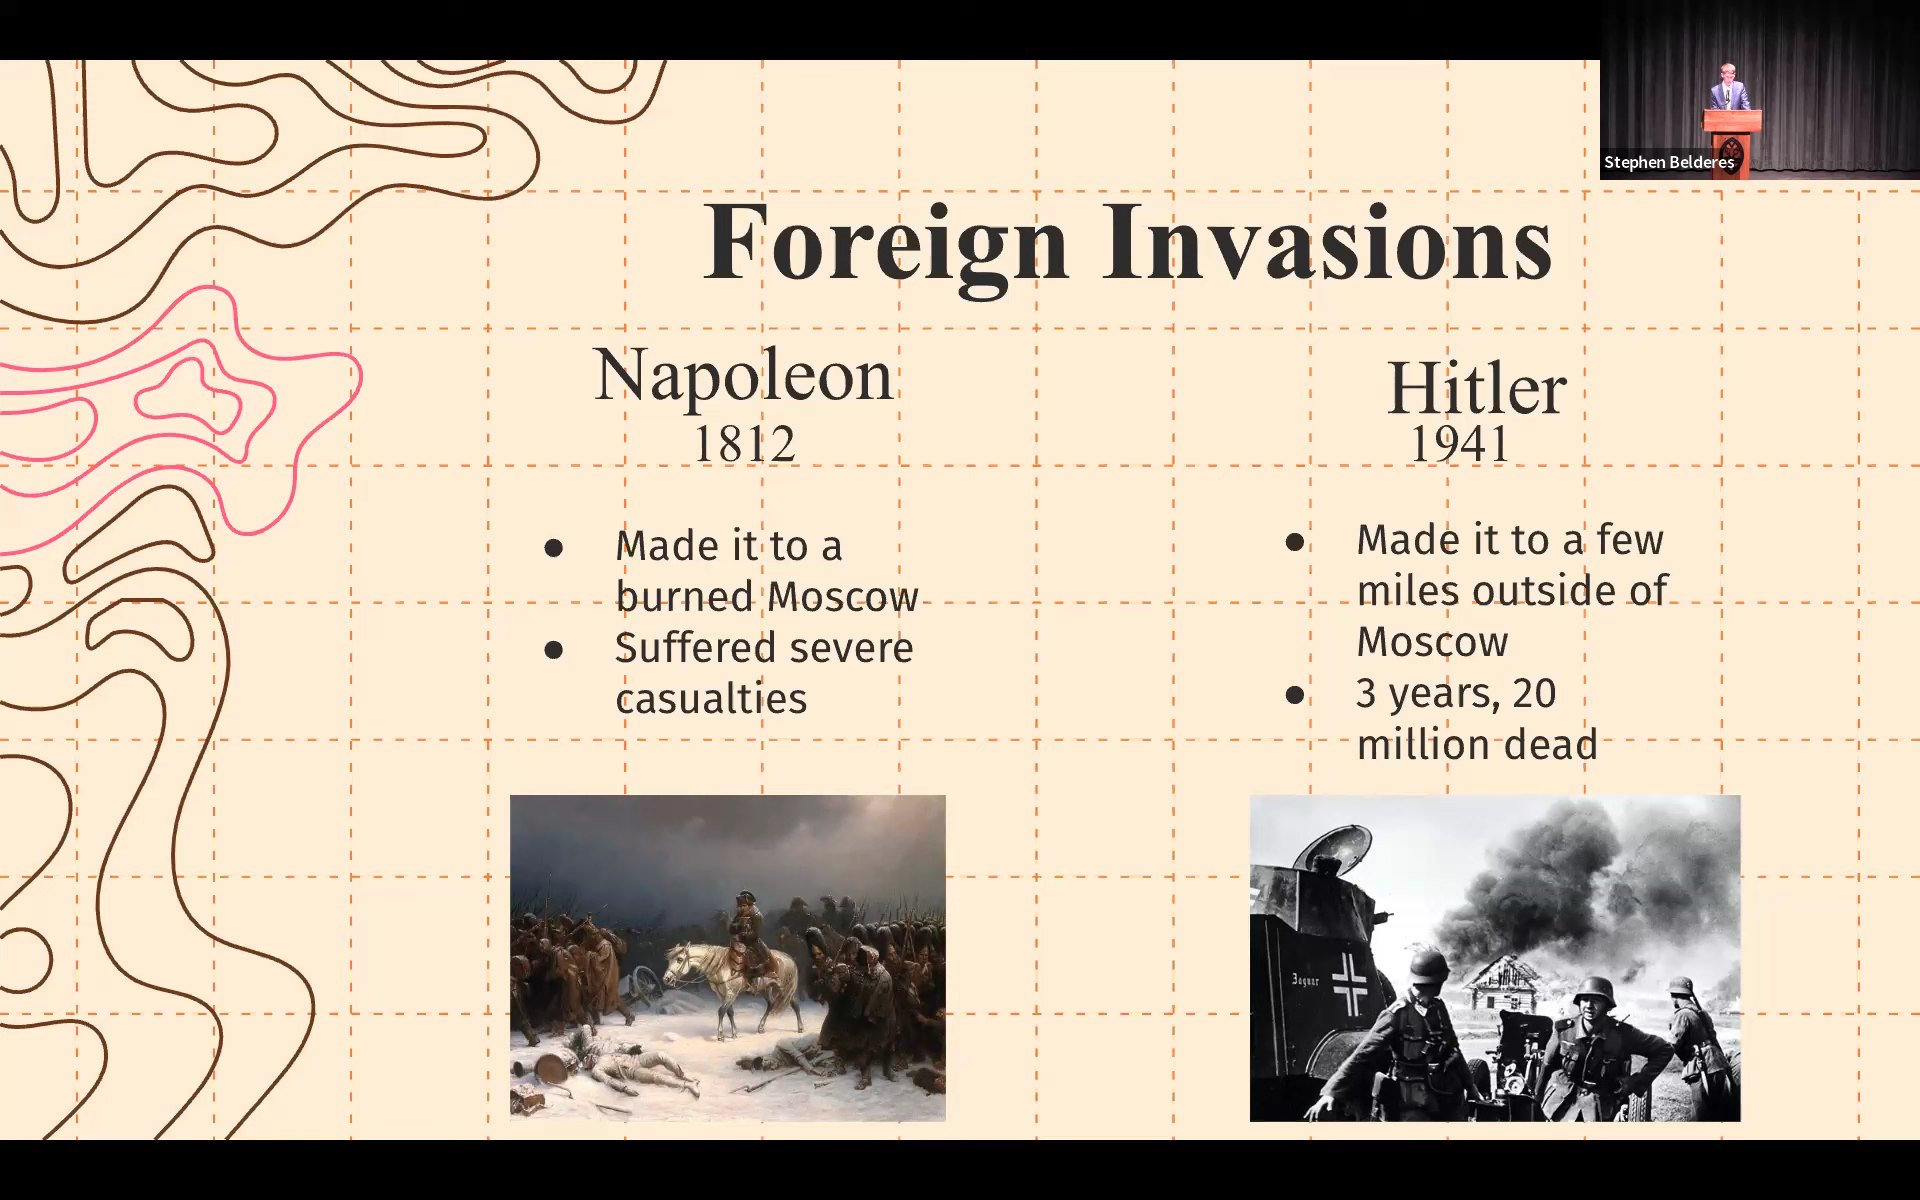 Stephen Belderes
Foreign Invasions
Napoleon
1812
● Made it to a
burned Moscow
● Suffered severe
casualties
Hitler
1941
● Made it to a few
miles outside of
Moscow
● 3 years, 20
million dead
Jaguar